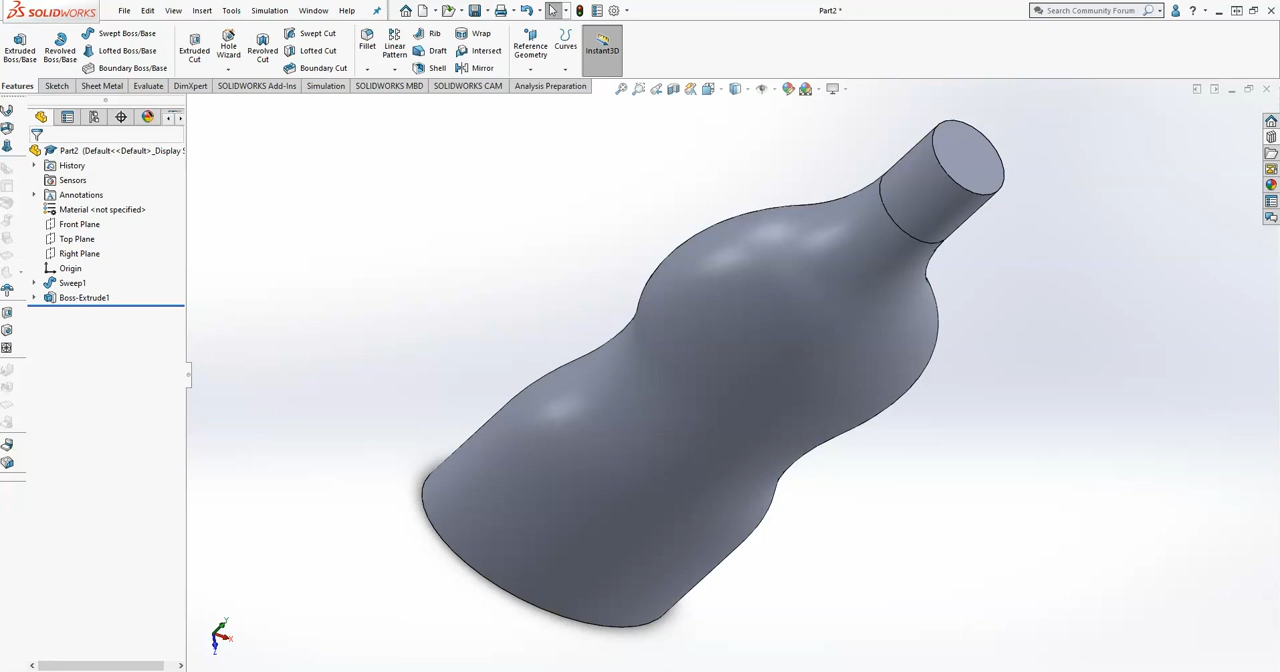 SOLIDWORKS File Edit View Insert Tools Simulation Window Help Part2 * Search Community Forum
Extruded Boss/Base Revolved Boss/Base Swept Boss/Base Extruded Cut Hole Wizard Revolved Cut Swept Cut Fillet Linear Pattern Rib Wrap Reference Geometry Curves Instant3D
Lofted Boss/Base Lofted Cut Draft Intersect
Boundary Boss/Base Boundary Cut Shell Mirror
Features Sketch Sheet Metal Evaluate DimXpert SOLIDWORKS Add-Ins Simulation SOLIDWORKS MBD SOLIDWORKS CAM Analysis Preparation
Part2 (Default<<Default>_Display S
History
Sensors
Annotations
Material <not specified>
Front Plane
Top Plane
Right Plane
Origin
Sweep1
Boss-Extrude1
Y
X
Z